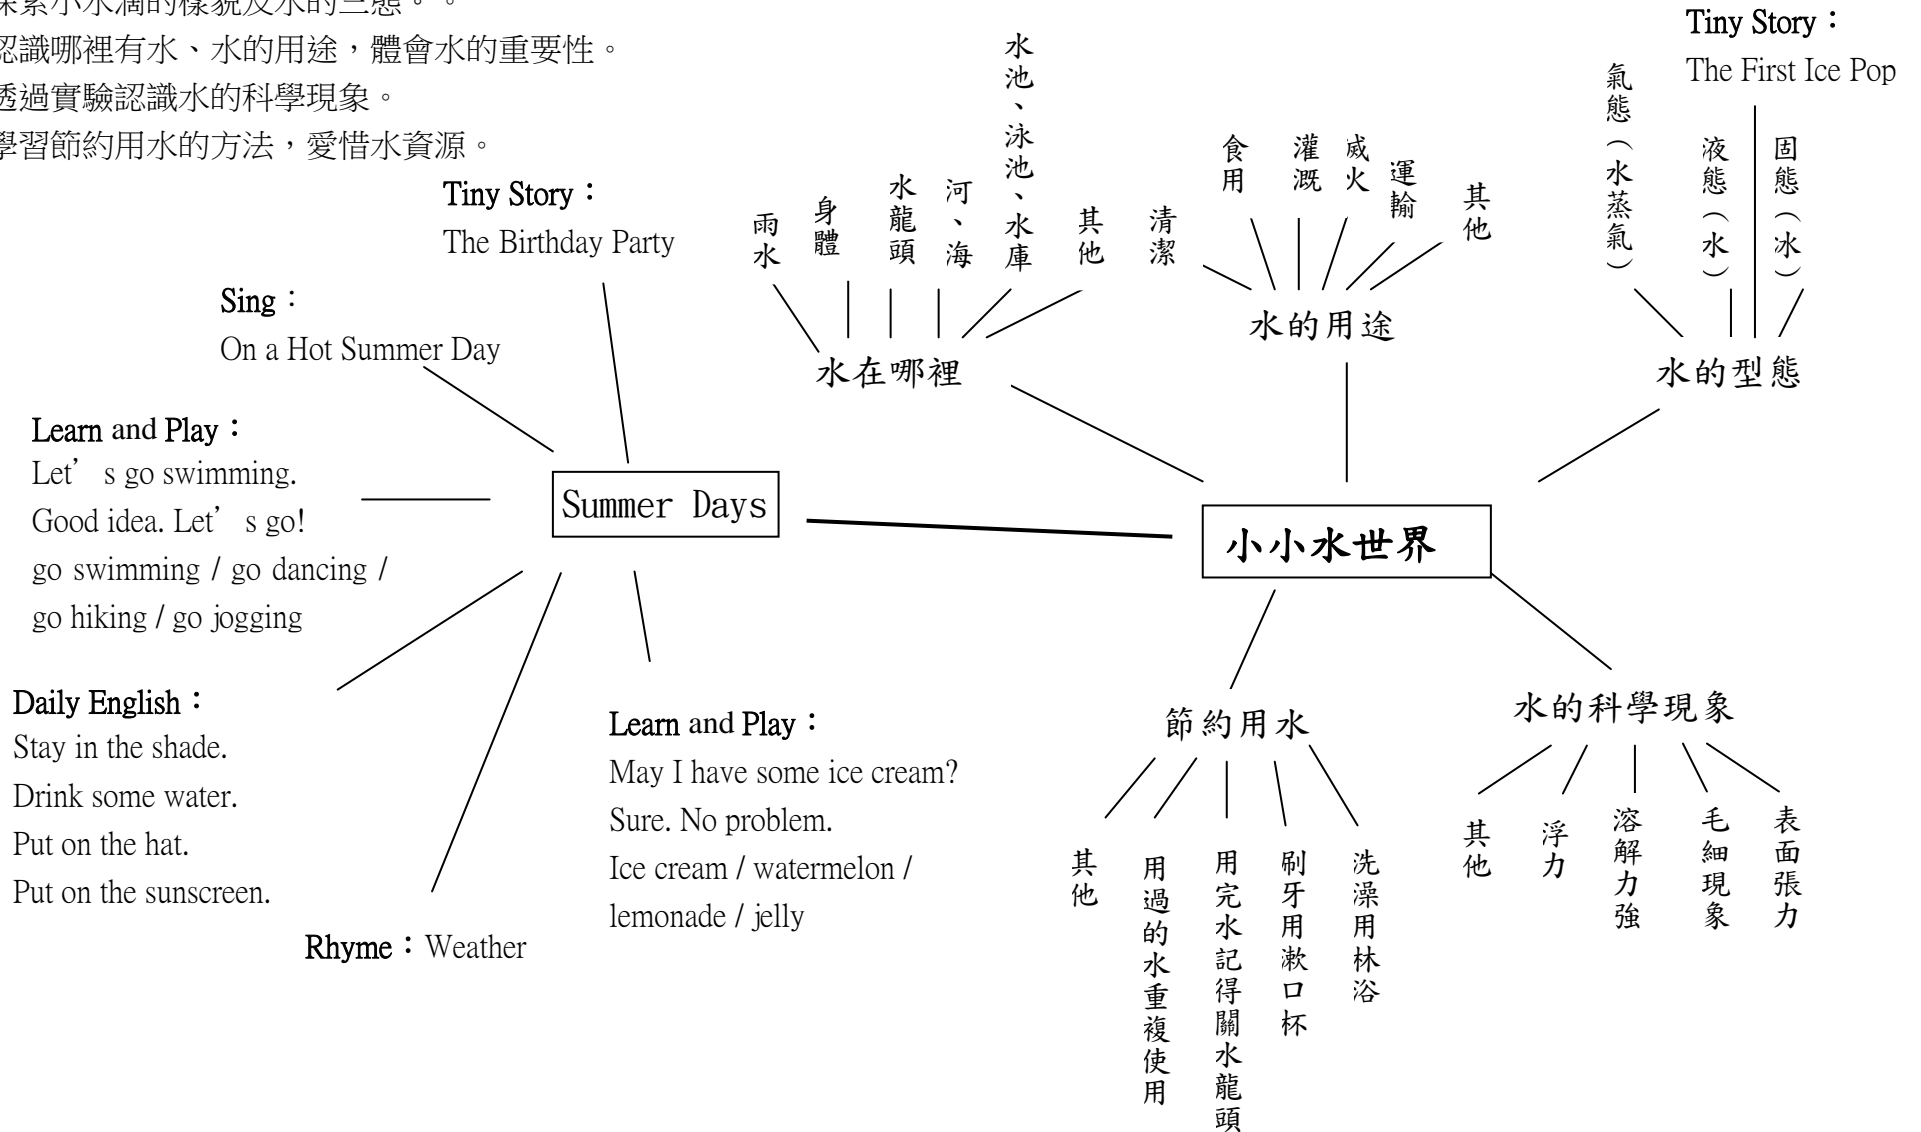 探索小水滴的樣貌及水的三態。。
認識哪裡有水、水的用途，體會水的重要性。
透過實驗認識水的科學現象。
學習節約用水的方法，愛惜水資源。
Tiny Story：
The Birthday Party
Sing：
On a Hot Summer Day
Learn and Play：
Let’s go swimming.
Good idea. Let’s go!
go swimming / go dancing /
go hiking / go jogging
Summer Days
Daily English：
Stay in the shade.
Drink some water.
Put on the hat.
Put on the sunscreen.
Rhyme：Weather
Learn and Play：
May I have some ice cream?
Sure. No problem.
Ice cream / watermelon /
lemonade / jelly
小小水世界
水在哪裡
雨水
身體
水龍頭
河、海
水池、泳池、水庫
其他
水的用途
清潔
食用
灌溉
烕火
運輸
其他
Tiny Story：
The First Ice Pop
水的型態
氣態（水蒸氣）
液態（水）
固態（冰）
節約用水
其他
用過的水重複使用
用完水記得關水龍頭
刷牙用漱口杯
洗澡用林浴
水的科學現象
其他
浮力
溶解力強
毛細現象
表面張力